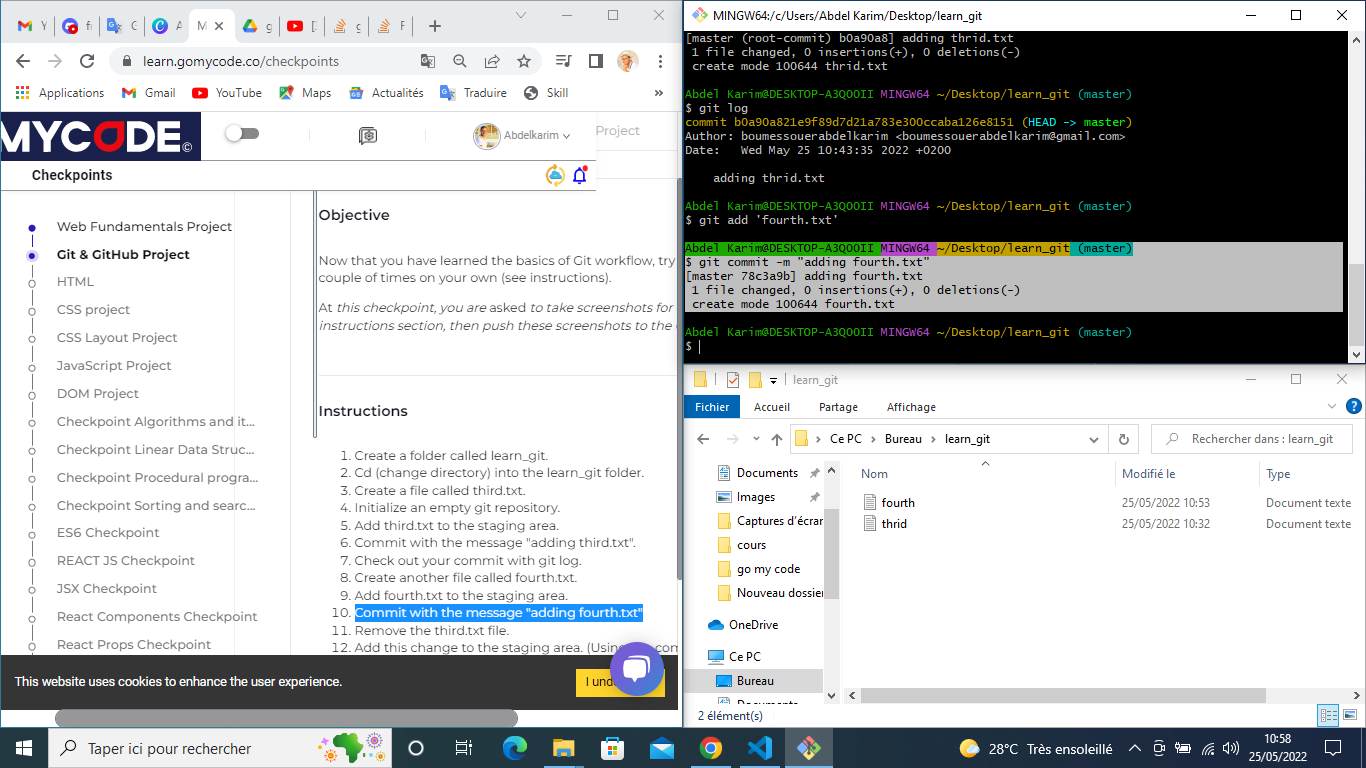 MINGW64:/c/Users/Abdel Karim/Desktop/learn_git
learn.gomycode.co/checkpoints
Applications
Gmail
YouTube
Maps
Actualités
Traduire
Skill
»
MYCODE
Abdelkarim
Project
Checkpoints
Web Fundamentals Project
Git & GitHub Project
HTML
CSS project
CSS Layout Project
JavaScript Project
DOM Project
Checkpoint Algorithms and it...
Checkpoint Linear Data Struc...
Checkpoint Procedural progra...
Checkpoint Sorting and searc...
ES6 Checkpoint
REACT JS Checkpoint
JSX Checkpoint
React Components Checkpoint
React Props Checkpoint
Objective
Now that you have learned the basics of Git workflow, try
couple of times on your own (see instructions).
At this checkpoint, you are asked to take screenshots for
instructions section, then push these screenshots to the
Instructions
1. Create a folder called learn_git.
2. Cd (change directory) into the learn_git folder.
3. Create a file called third.txt.
4. Initialize an empty git repository.
5. Add third.txt to the staging area.
6. Commit with the message "adding third.txt".
7. Check out your commit with git log.
8. Create another file called fourth.txt.
9. Add fourth.txt to the staging area.
10. Commit with the message "adding fourth.txt"
11. Remove the third.txt file.
12. Add this change to the staging area.
This website uses cookies to enhance the user experience.
[master (root-commit) b0a90a8] adding thrid.txt
1 file changed, 0 insertions(+), 0 deletions(-)
create mode 100644 thrid.txt
Abdel Karim@DESKTOP-A3QOOII MINGW64 ~/Desktop/learn_git (master)
$ git log
commit b0a90a821e9f89d7d21a783e300ccaba126e8151 (HEAD -> master)
Author: boumessouerabdelkarim <boumessouerabdelkarim@gmail.com>
Date:   Wed May 25 10:43:35 2022 +0200
adding thrid.txt
Abdel Karim@DESKTOP-A3QOOII MINGW64 ~/Desktop/learn_git (master)
$ git add 'fourth.txt'
Abdel Karim@DESKTOP-A3QOOII MINGW64 ~/Desktop/learn_git (master)
$ git commit -m "adding fourth.txt"
[master 78c3a9b] adding fourth.txt
1 file changed, 0 insertions(+), 0 deletions(-)
create mode 100644 fourth.txt
Abdel Karim@DESKTOP-A3QOOII MINGW64 ~/Desktop/learn_git (master)
$
learn_git
Fichier Accueil Partage Affichage
Ce PC > Bureau > learn_git
Rechercher dans : learn_git
Documents
Images
Captures d'écran
cours
go my code
Nouveau dossier
OneDrive
Ce PC
Bureau
Nom Modifié le Type
fourth 25/05/2022 10:53 Document texte
thrid 25/05/2022 10:32 Document texte
2 élément(s)
Taper ici pour rechercher
28°C Très ensoleillé
10:58
25/05/2022